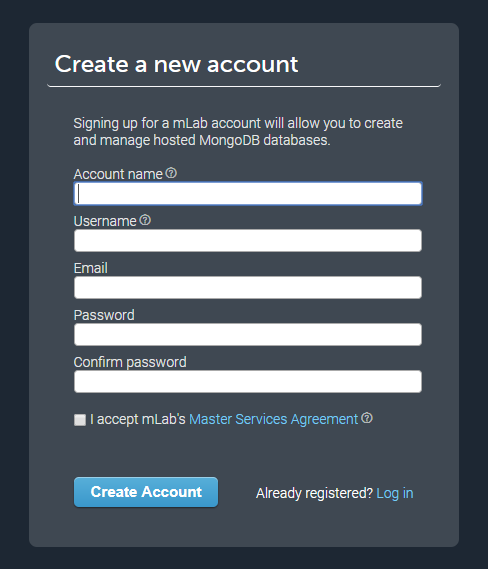 Create a new account
Signing up for a mLab account will allow you to create
and manage hosted MongoDB databases.
Account name
Username
Email
Password
Confirm password
I accept mLab's Master Services Agreement
Create Account
Already registered? Log in